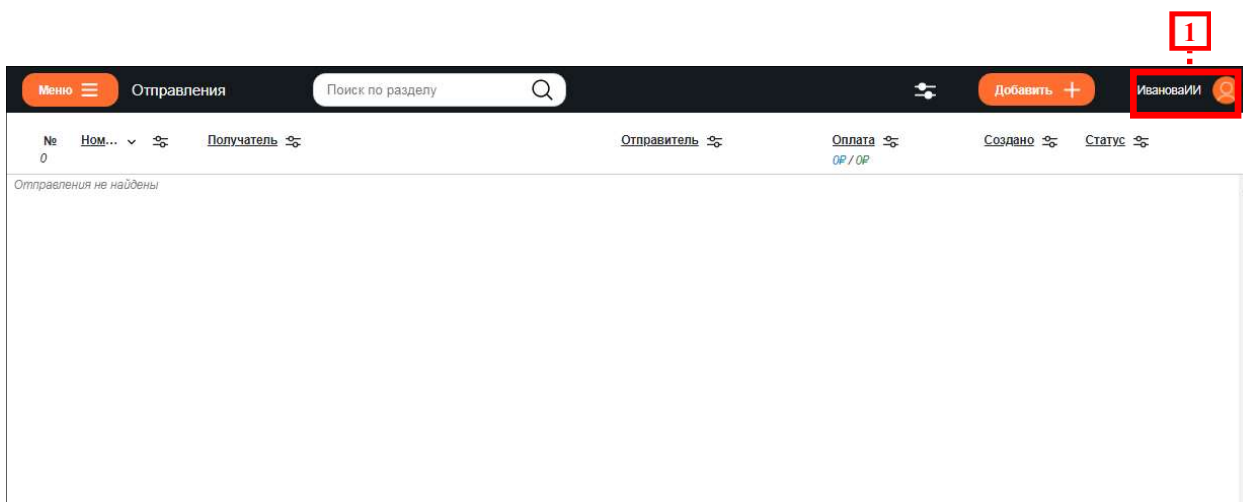 1
Меню Отправления Поиск по разделу Добавить ИвановаИИ
№ Ном... Получатель Отправитель Оплата Создано Статус
0 0₽ / 0₽
Отправления не найдены